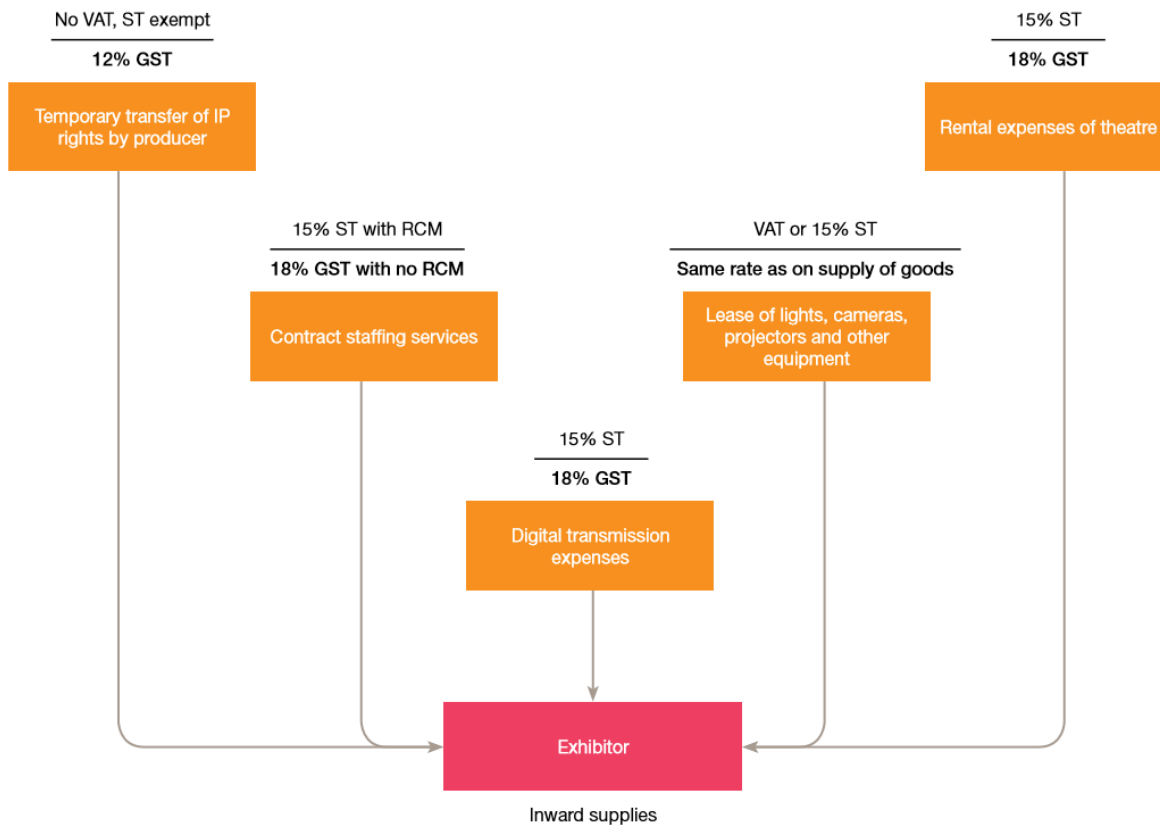 No VAT, ST exempt
12% GST
Temporary transfer of IP
rights by producer
15% ST
18% GST
Rental expenses of theatre
15% ST with RCM
18% GST with no RCM
Contract staffing services
VAT or 15% ST
Same rate as on supply of goods
Lease of lights, cameras,
projectors and other
equipment
15% ST
18% GST
Digital transmission
expenses
Exhibitor
Inward supplies